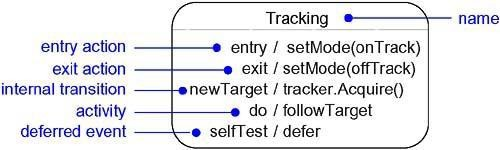 Tracking name
entry action entry / setMode(onTrack)
exit action exit / setMode(offTrack)
internal transition newTarget / tracker.Acquire()
activity do / followTarget
deferred event selfTest / defer